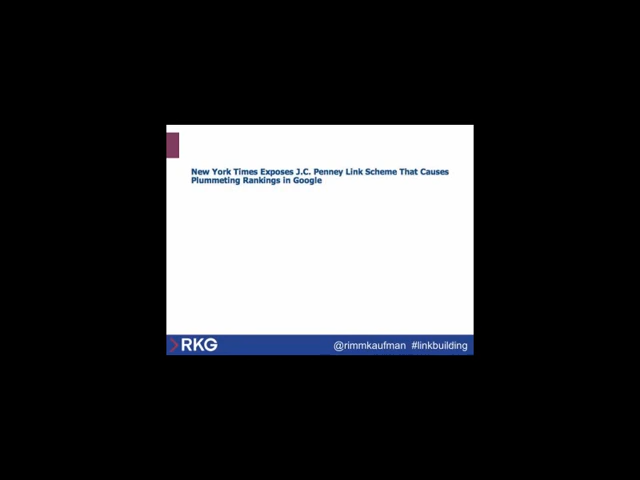 New York Times Exposes J.C. Penney Link Scheme That Causes
Plummeting Rankings in Google
RKG
@rimmkaufman #linkbuilding